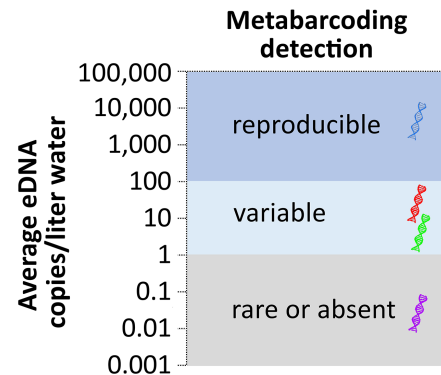 Metabarcoding
detection
Average eDNA
copies/liter water
100,000
10,000
1,000
100
10
1
0.1
0.01
0.001
reproducible
variable
rare or absent